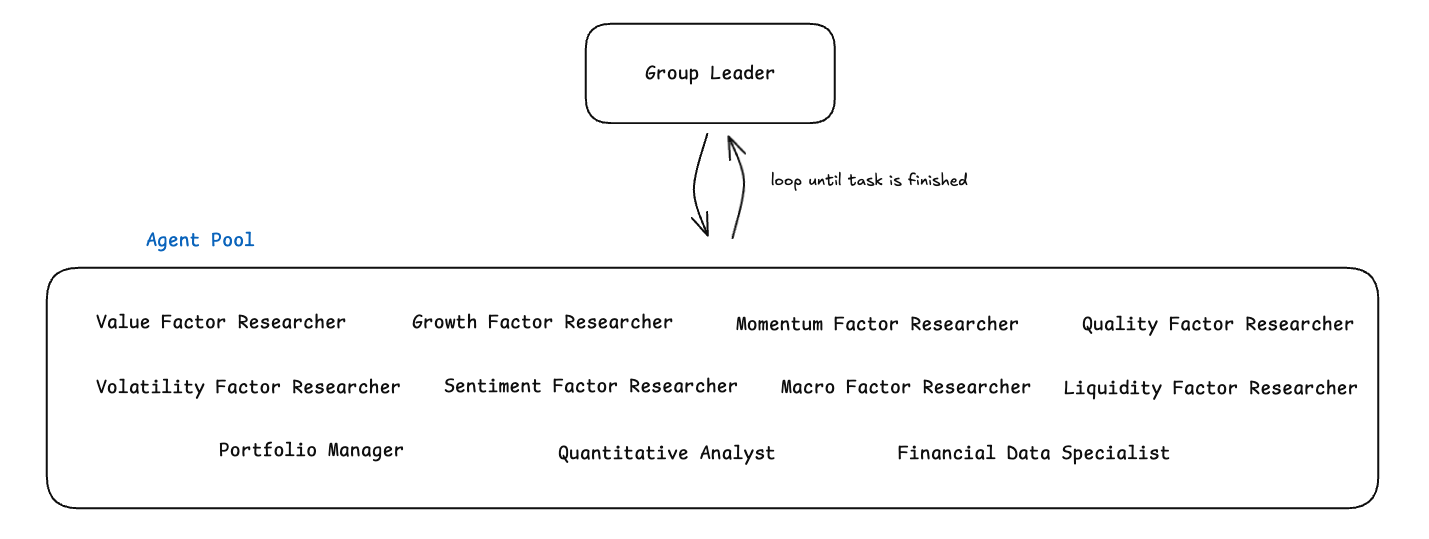 Group Leader
loop until task is finished
Agent Pool
Value Factor Researcher
Growth Factor Researcher
Momentum Factor Researcher
Quality Factor Researcher
Volatility Factor Researcher
Sentiment Factor Researcher
Macro Factor Researcher
Liquidity Factor Researcher
Portfolio Manager
Quantitative Analyst
Financial Data Specialist